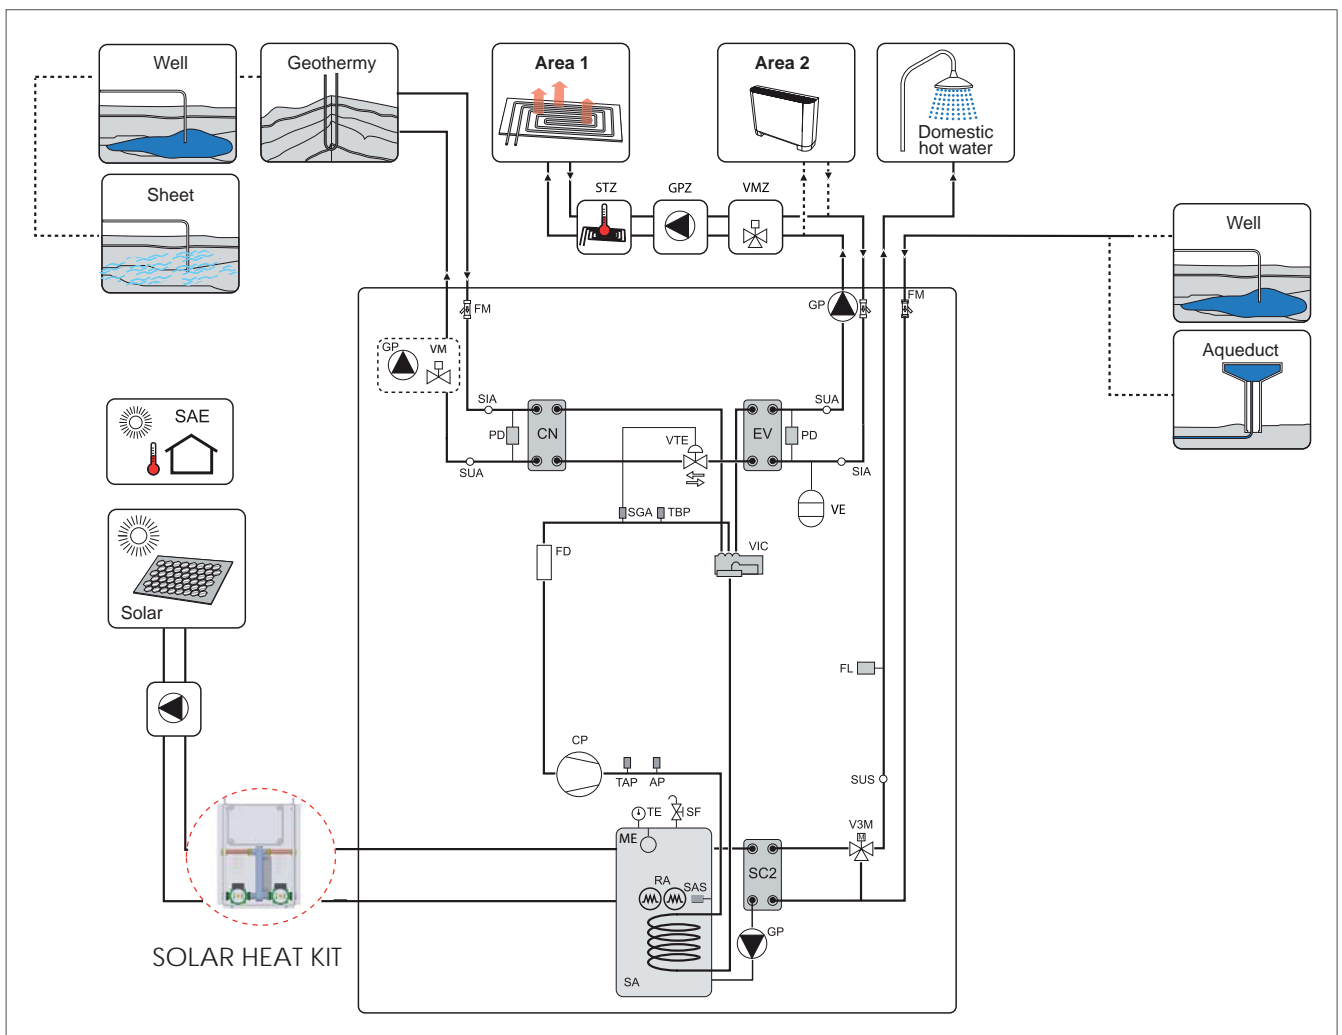 Well
Geothermy
Area 1
Area 2
Domestic
hot water
Sheet
STZ
GPZ
VMZ
Well
FM
GP
FM
GP
VM
Aqueduct
SAE
SIA
SUA
PD
CN
VTE
EV
PD
SUA
SIA
SGA
TBP
VE
FD
VIC
Solar
FL
CP
TAP
AP
SUS
TE
SF
V3M
M
ME
RA
SAS
SC2
GP
SA
SOLAR HEAT KIT